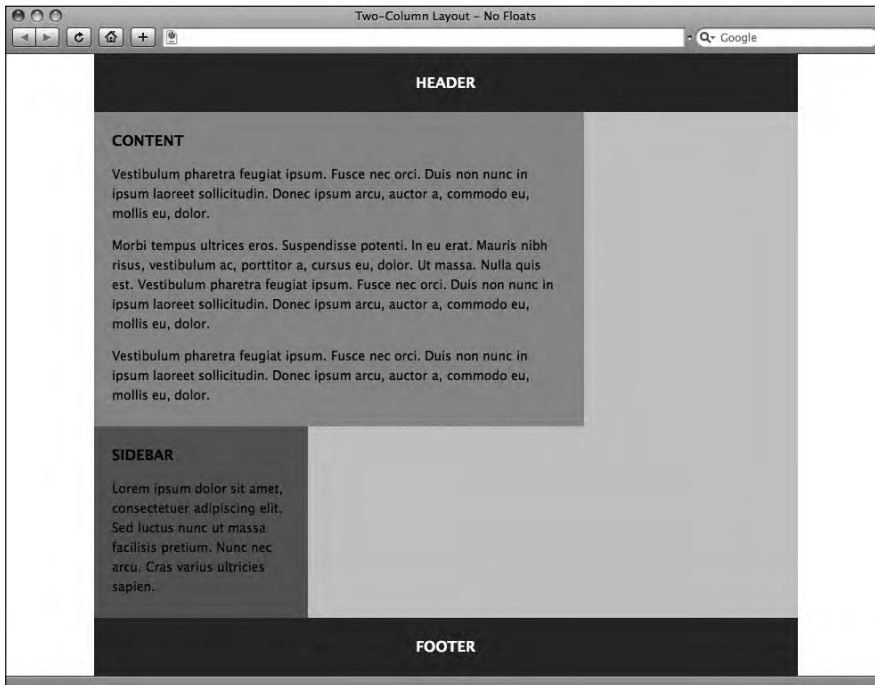 Two-Column Layout – No Floats
Google
HEADER
CONTENT
Vestibulum pharetra feugiat ipsum. Fusce nec orci. Duis non nunc in
ipsum laoreet sollicitudin. Donec ipsum arcu, auctor a, commodo eu,
mollis eu, dolor.
Morbi tempus ultrices eros. Suspendisse potenti. In eu erat. Mauris nibh
risus, vestibulum ac, porttitor a, cursus eu, dolor. Ut massa. Nulla quis
est. Vestibulum pharetra feugiat ipsum. Fusce nec orci. Duis non nunc in
ipsum laoreet sollicitudin. Donec ipsum arcu, auctor a, commodo eu,
mollis eu, dolor.
Vestibulum pharetra feugiat ipsum. Fusce nec orci. Duis non nunc in
ipsum laoreet sollicitudin. Donec ipsum arcu, auctor a, commodo eu,
mollis eu, dolor.
SIDEBAR
Lorem ipsum dolor sit amet,
consectetuer adipiscing elit.
Sed luctus nunc ut massa
facilisis pretium. Nunc nec
arcu. Cras varius ultricies
sapien.
FOOTER